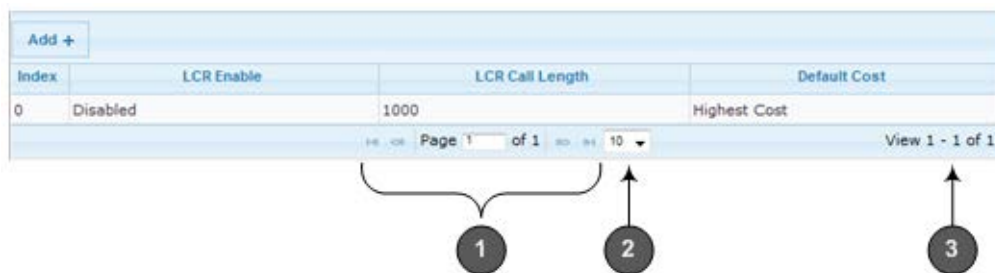 Add +
Index LCR Enable LCR Call Length Default Cost
0 Disabled 1000 Highest Cost
Page 1 of 1 10 View 1 - 1 of 1
1 2 3